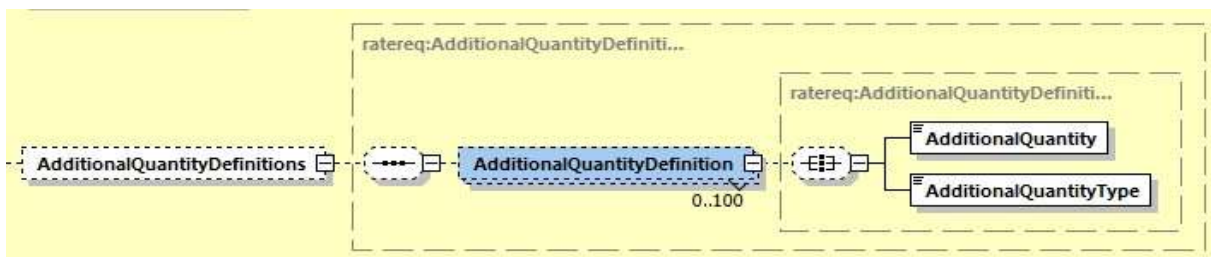 ratereq:AdditionalQuantityDefiniti...
ratereq:AdditionalQuantityDefiniti...
AdditionalQuantity
AdditionalQuantityDefinitions
AdditionalQuantityDefinition
AdditionalQuantityType
0..100